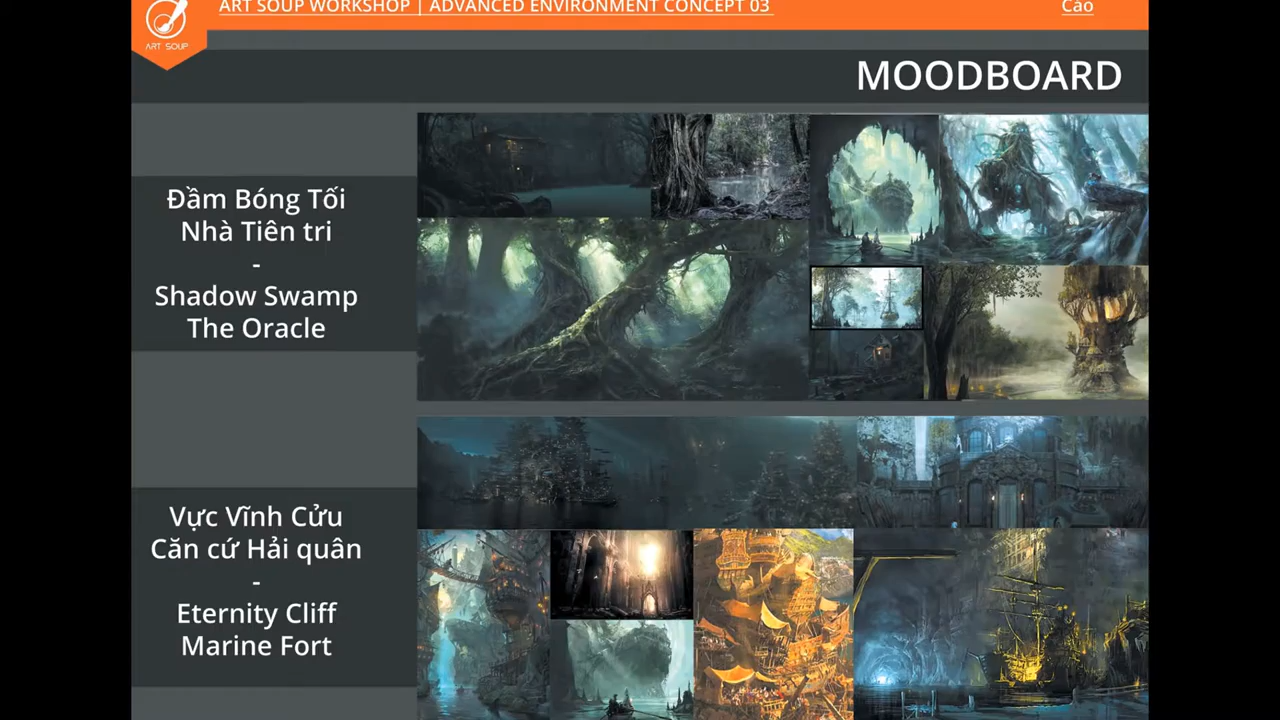 ART SOUP WORKSHOP | ADVANCED ENVIRONMENT CONCEPT 03
Cáo
ART SOUP
MOODBOARD
Đầm Bóng Tối
Nhà Tiên tri
-
Shadow Swamp
The Oracle
Vực Vĩnh Cửu
Căn cứ Hải quân
-
Eternity Cliff
Marine Fort